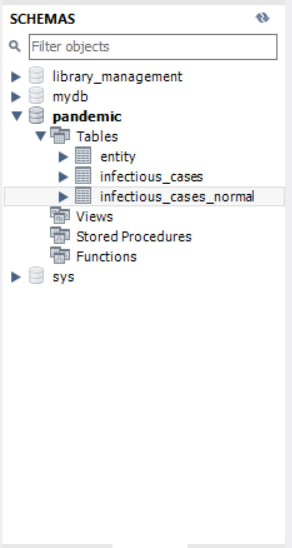 SCHEMAS
Filter objects
library_management
mydb
pandemic
Tables
entity
infectious_cases
infectious_cases_normal
Views
Stored Procedures
Functions
sys